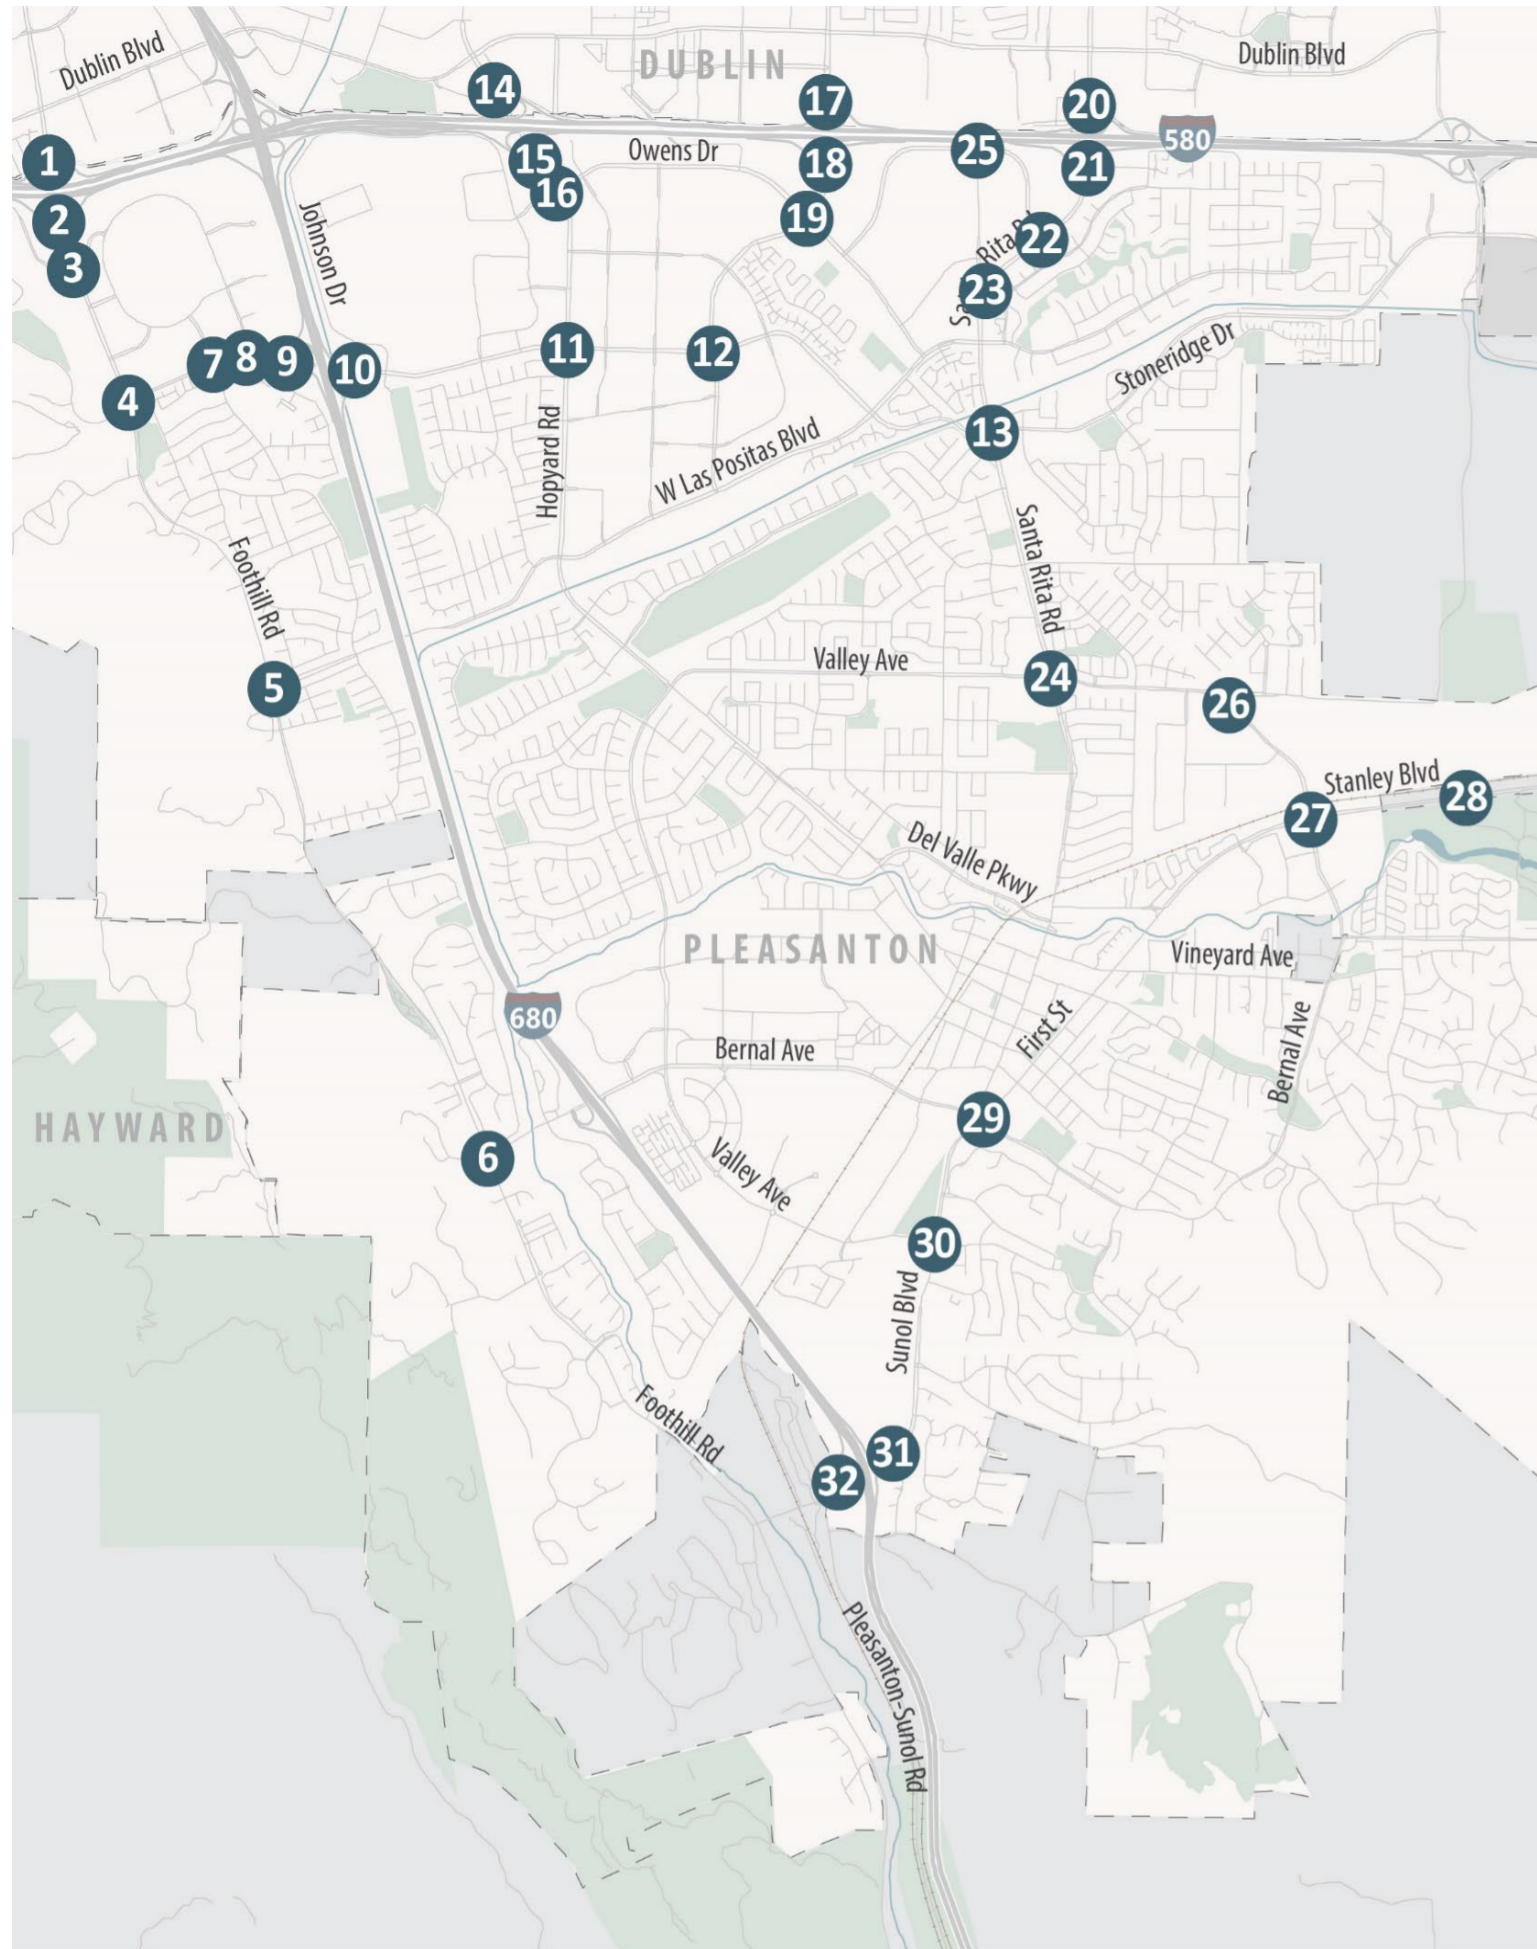 Dublin Blvd
DUBLIN
Dublin Blvd
14
17
20
580
1
15
Owens Dr
18
25
21
16
2
Johnson Dr
19
22
3
23
7
8
9
10
11
12
Stoneridge Dr
4
Hopyard Rd
W Las Positas Blvd
13
Santa Rita Rd
Foothill Rd
5
Valley Ave
24
26
Stanley Blvd
28
27
Del Valle Pkwy
PLEASANTON
Vineyard Ave
680
First St
Bernal Ave
Bernal Ave
HAYWARD
29
6
Valley Ave
30
Sunol Blvd
Foothill Rd
31
32
Pleasanton-Sunol Rd